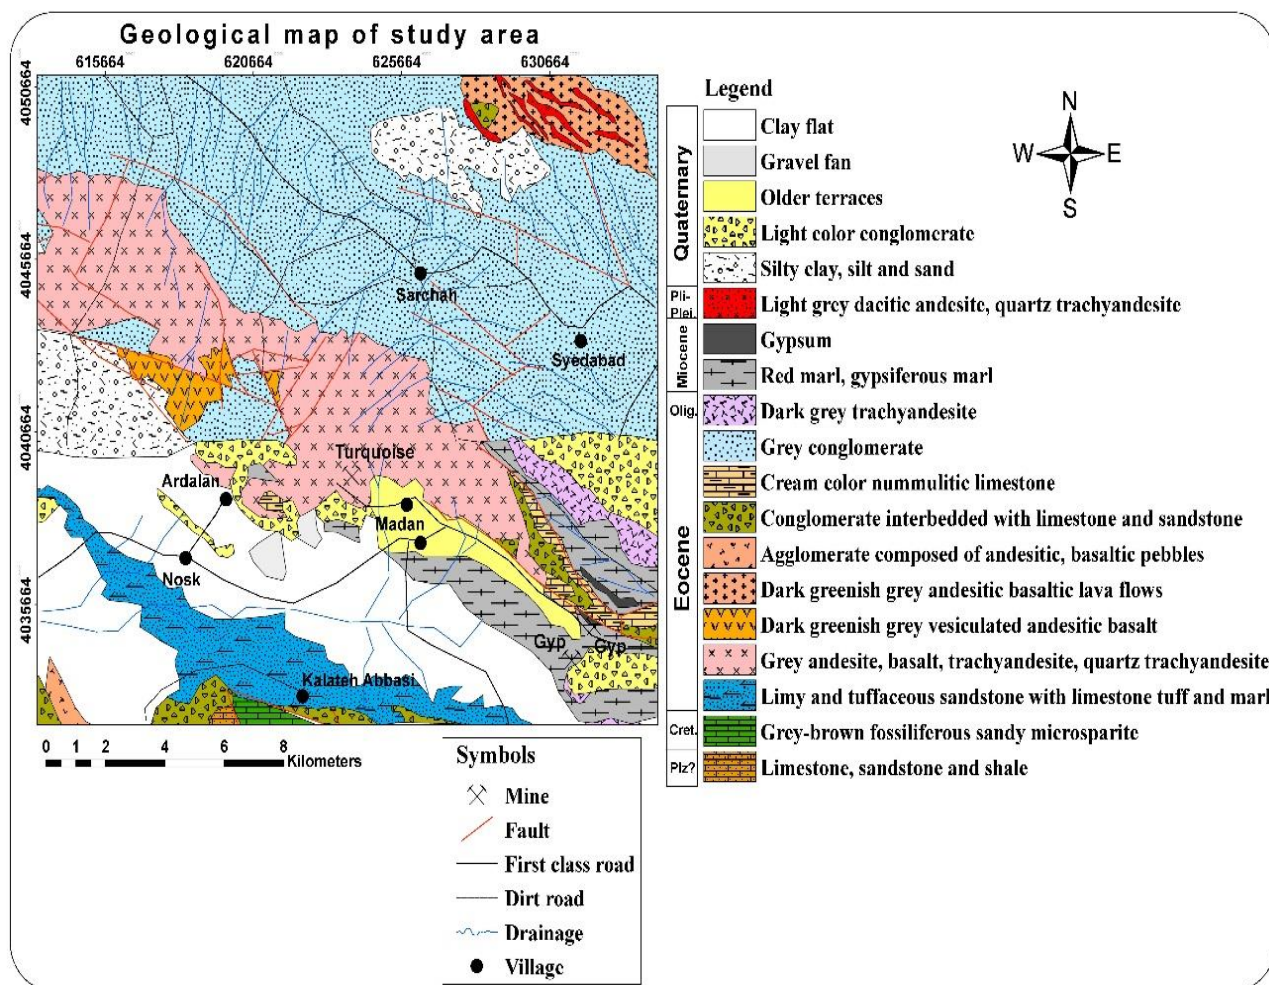 Geological map of study area
615664 620664 625664 630664
4050664
4045664
4040664
4035664
Sarchah
Syedabad
Turquoise
Ardalan
Madan
Nosk
Gyp Gyp
Kalateh Abbasi
0 1 2 4 6 8
Kilometers
Legend
Quaternary
Clay flat
Gravel fan
Older terraces
Light color conglomcrate
Silty clay, silt and sand
Pli-
Plei.
Light grey dacitic andcsite, quartz trachyandesite
Miocene
Gypsum
Red marl, gypsiferous marl
Olig.
Dark grey trachyandesite
Eocene
Grey conglomerate
Cream color nummulitic limestone
Conglomerate interbedded with limestone and sandstone
Agglomerate composed of andesitic, basaltic pebbles
Dark greenish grey andesitic basaltic lava flows
Dark greenish grey vesiculated andesitic basalt
Grey andesite, basalt, trachyandesite, quartz trachyandesite
Limy and tuffaceous sandstone with limestone tuff and marl
Cret.
Grey-brown fossiliferous sandy microsparite
Plz?
Limestone, sandstone and shale
N
W E
S
Symbols
Mine
Fault
First class road
Dirt road
Drainage
Village